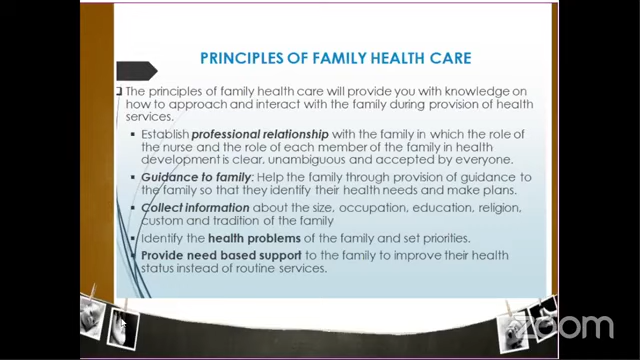 PRINCIPLES OF FAMILY HEALTH CARE
The principles of family health care will provide you with knowledge on
how to approach and interact with the family during provision of health
services.
Establish professional relationship with the family in which the role of
the nurse and the role of each member of the family in health
development is clear, unambiguous and accepted by everyone.
Guidance to family: Help the family through provision of guidance to
the family so that they identify their health needs and make plans.
Collect information about the size, occupation, education, religion,
custom and tradition of the family
Identify the health problems of the family and set priorities.
Provide need based support to the family to improve their health
status instead of routine services.
zoom